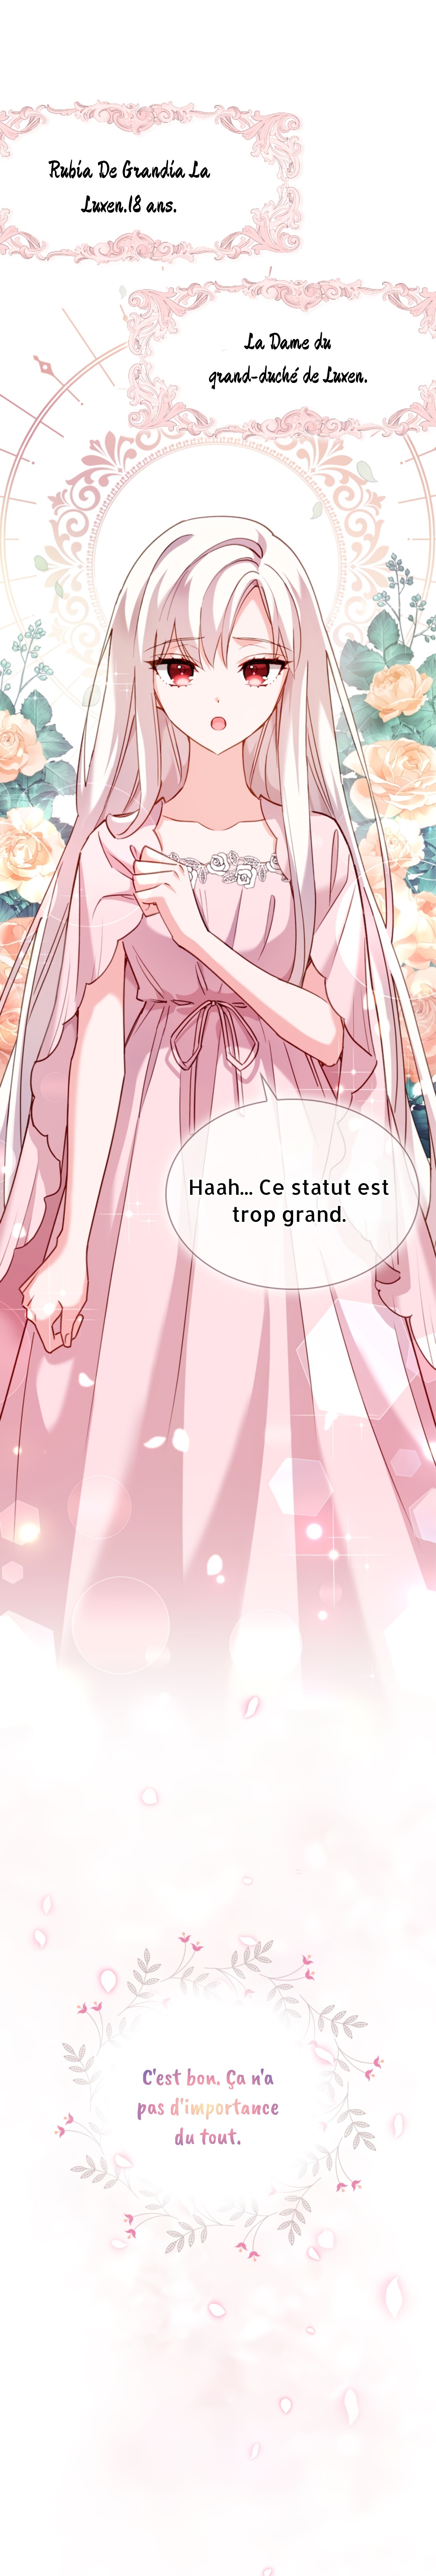 Rubia De Grandia La
Luxen.18 ans.
La Dame du
grand-duché de Luxen.
Haah... Ce statut est
trop grand.
C'est bon. Ça n'a
pas d'importance
du tout.